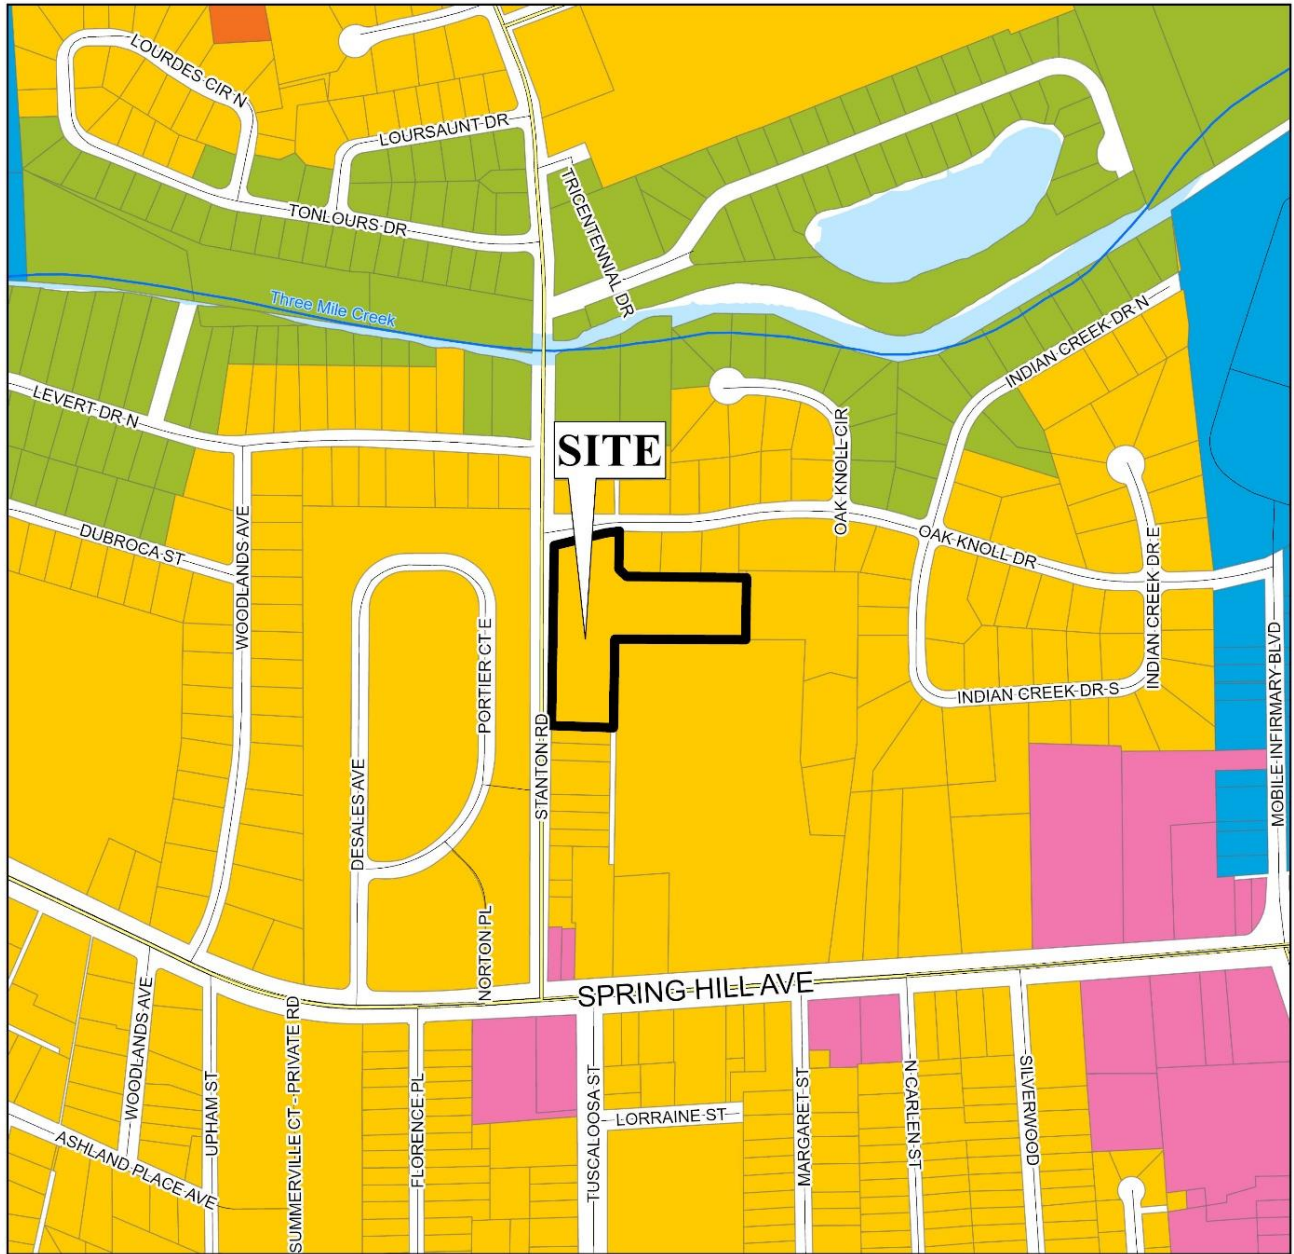 LOURDES CIR N
LOURSAUNT DR
TRICENTENNIAL DR
TONLOURS DR
Three Mile Creek
INDIAN CREEK DR N
LEVERT DR N
OAK KNOLL CIR
SITE
DUBROCA ST
WOODLANDS AVE
OAK KNOLL DR
INDIAN CREEK DR E
PORTIER CT E
INDIAN CREEK DR S
MOBILE INFIRMARY BLVD
STANTON RD
DESALES AVE
NORTON PL
SPRING HILL AVE
WOODLANDS AVE
UPHAM ST
SUMMERVILLE CT - PRIVATE RD
FLORENCE PL
TUSCALOOSA ST
LORRAINE ST
MARGARET ST
N CARLEN ST
SILVERWOOD
ASHLAND PLACE AVE